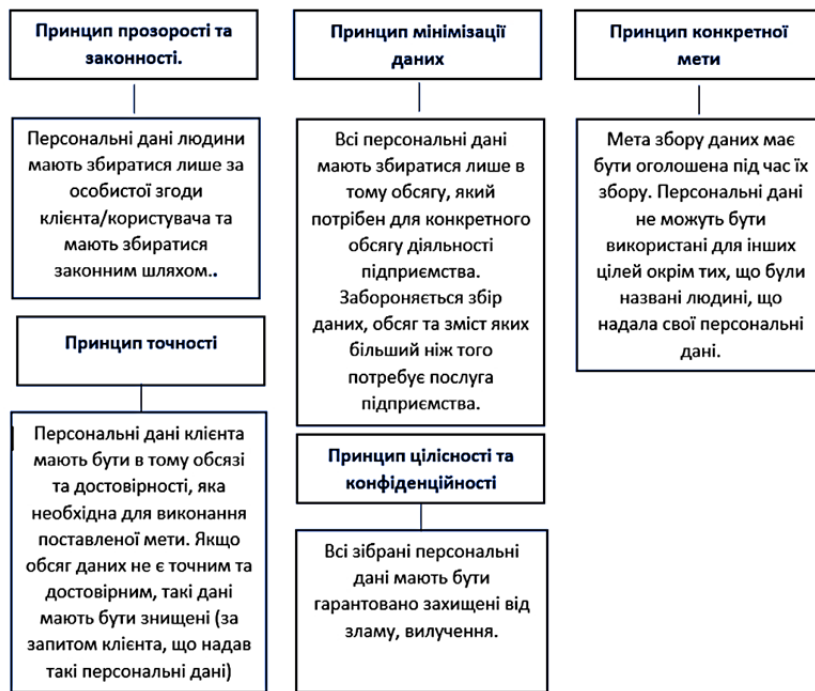 Принцип прозорості та
законності.
Персональні дані людини
мають збиратися лише за
особистої згоди
клієнта/користувача та
мають збиратися
законним шляхом..
Принцип точності
Персональні дані клієнта
мають бути в тому обсязі
та достовірності, яка
необхідна для виконання
поставленої мети. Якщо
обсяг даних не є точним та
достовірним, такі дані
мають бути знищені (за
запитом клієнта, що надав
такі персональні дані)
Принцип мінімізації
даних
Всі персональні дані
мають збиратися лише в
тому обсягу, який
потрібен для конкретного
обсягу діяльності
підприємства.
Забороняється збір
даних, обсяг та зміст яких
більший ніж того
потребує послуга
підприємства.
Принцип цілісності та
конфіденційності
Всі зібрані персональні
дані мають бути
гарантовано захищені від
зламу, вилучення.
Принцип конкретної
мети
Мета збору даних має
бути оголошена під час їх
збору. Персональні дані
не можуть бути
використані для інших
цілей окрім тих, що були
названі людині, що
надала свої персональні
дані.